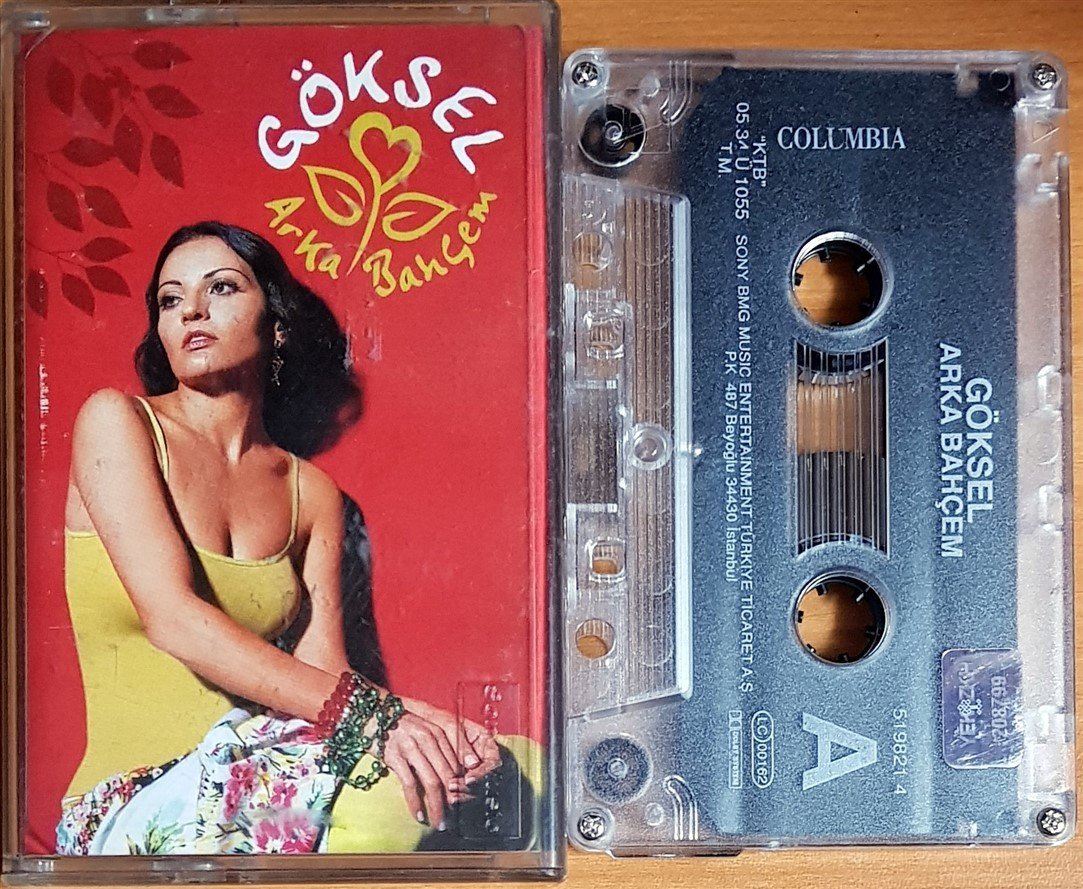 GÖKSEL
Arka Bahçem
COLUMBIA
"KTB"
05.34 Ü 1055 SONY BMG MUSIC ENTERTAINMENT TÜRKİYE TİCARET A.Ş
T.M. P.K 487 Beyoğlu 34430 İstanbul
GÖKSEL
ARKA BAHÇEM
A
519821 4
LC 00162